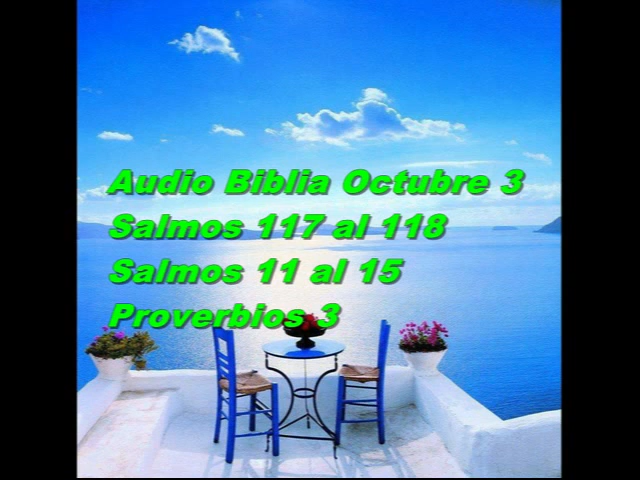 Audio Biblia Octubre 3
Salmos 117 al 118
Salmos 11 al 15
Proverbios 3